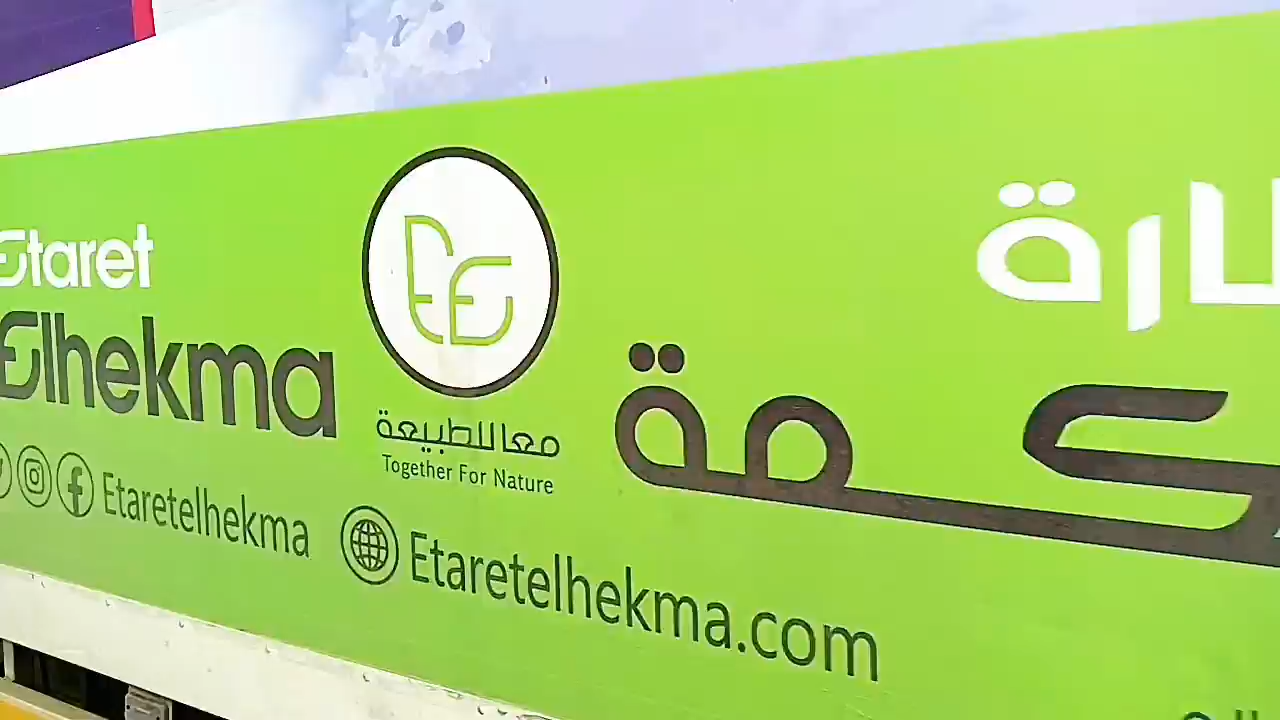 Etaret
Elhekma
معا للطبيعة
Together For Nature
Etaretelhekma
Etaretelhekma.com